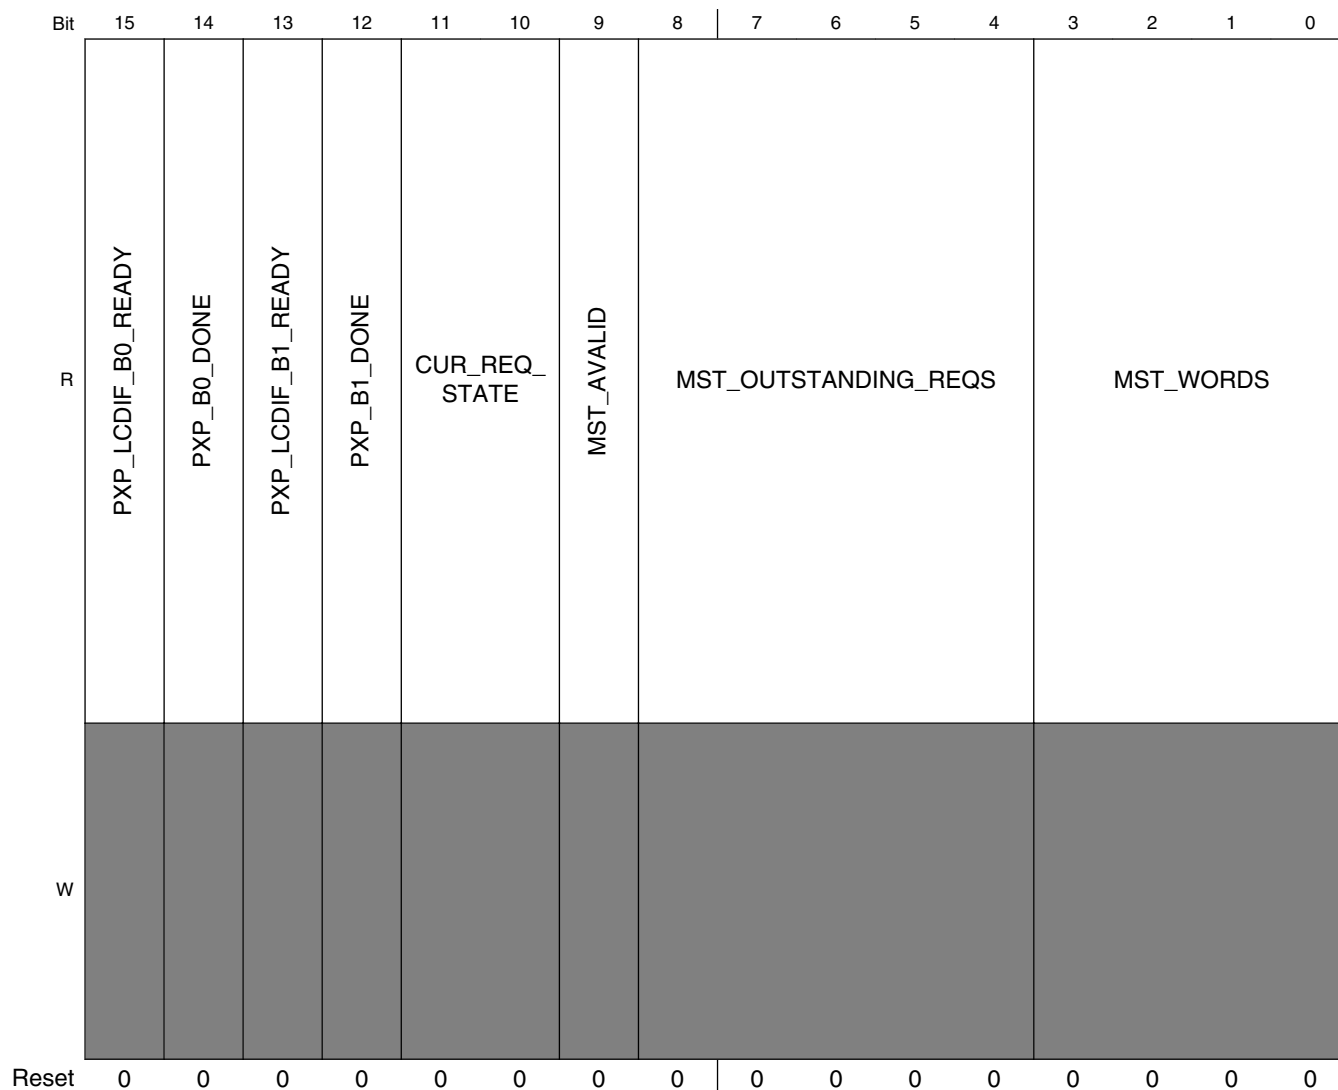 Bit 15 14 13 12 11 10 9 8 7 6 5 4 3 2 1 0
R
PXP_LCDIF_B0_READY
PXP_B0_DONE
PXP_LCDIF_B1_READY
PXP_B1_DONE
CUR_REQ_
STATE
MST_AVALID
MST_OUTSTANDING_REQS
MST_WORDS
W
Reset 0 0 0 0 0 0 0 0 0 0 0 0 0 0 0 0